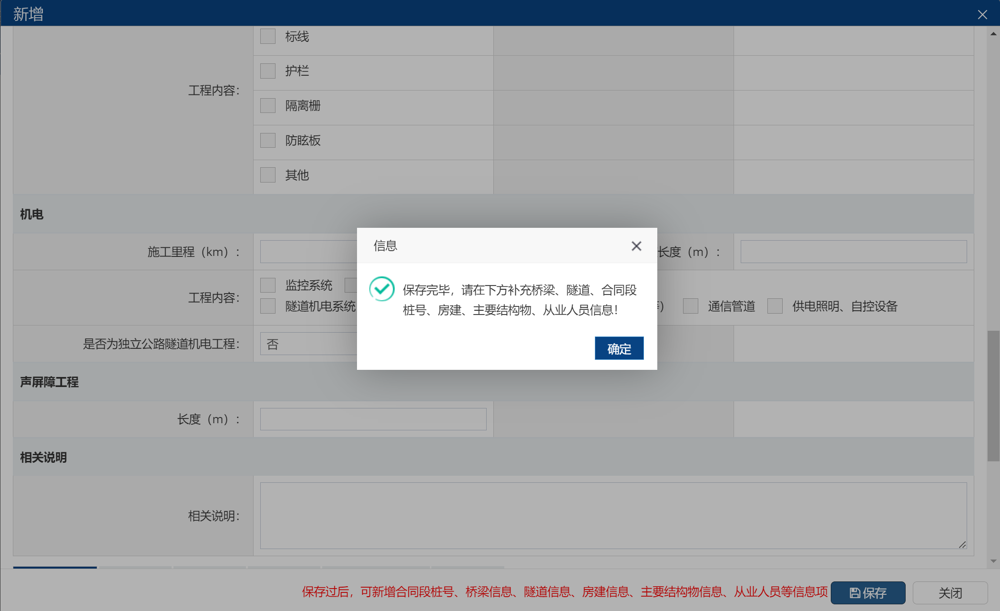 新增
标线
护栏
工程内容：
隔离栅
防眩板
其他
机电
施工里程（km）：
长度（m）：
监控系统
工程内容：
隧道机电系统
）
通信管道
供电照明、自控设备
是否为独立公路隧道机电工程：
否
信息
保存完毕，请在下方补充桥梁、隧道、合同段
桩号、房建、主要结构物、从业人员信息！
确定
声屏障工程
长度（m）：
相关说明
相关说明：
保存过后，可新增合同段桩号、桥梁信息、隧道信息、房建信息、主要结构物信息、从业人员等信息项
保存
关闭